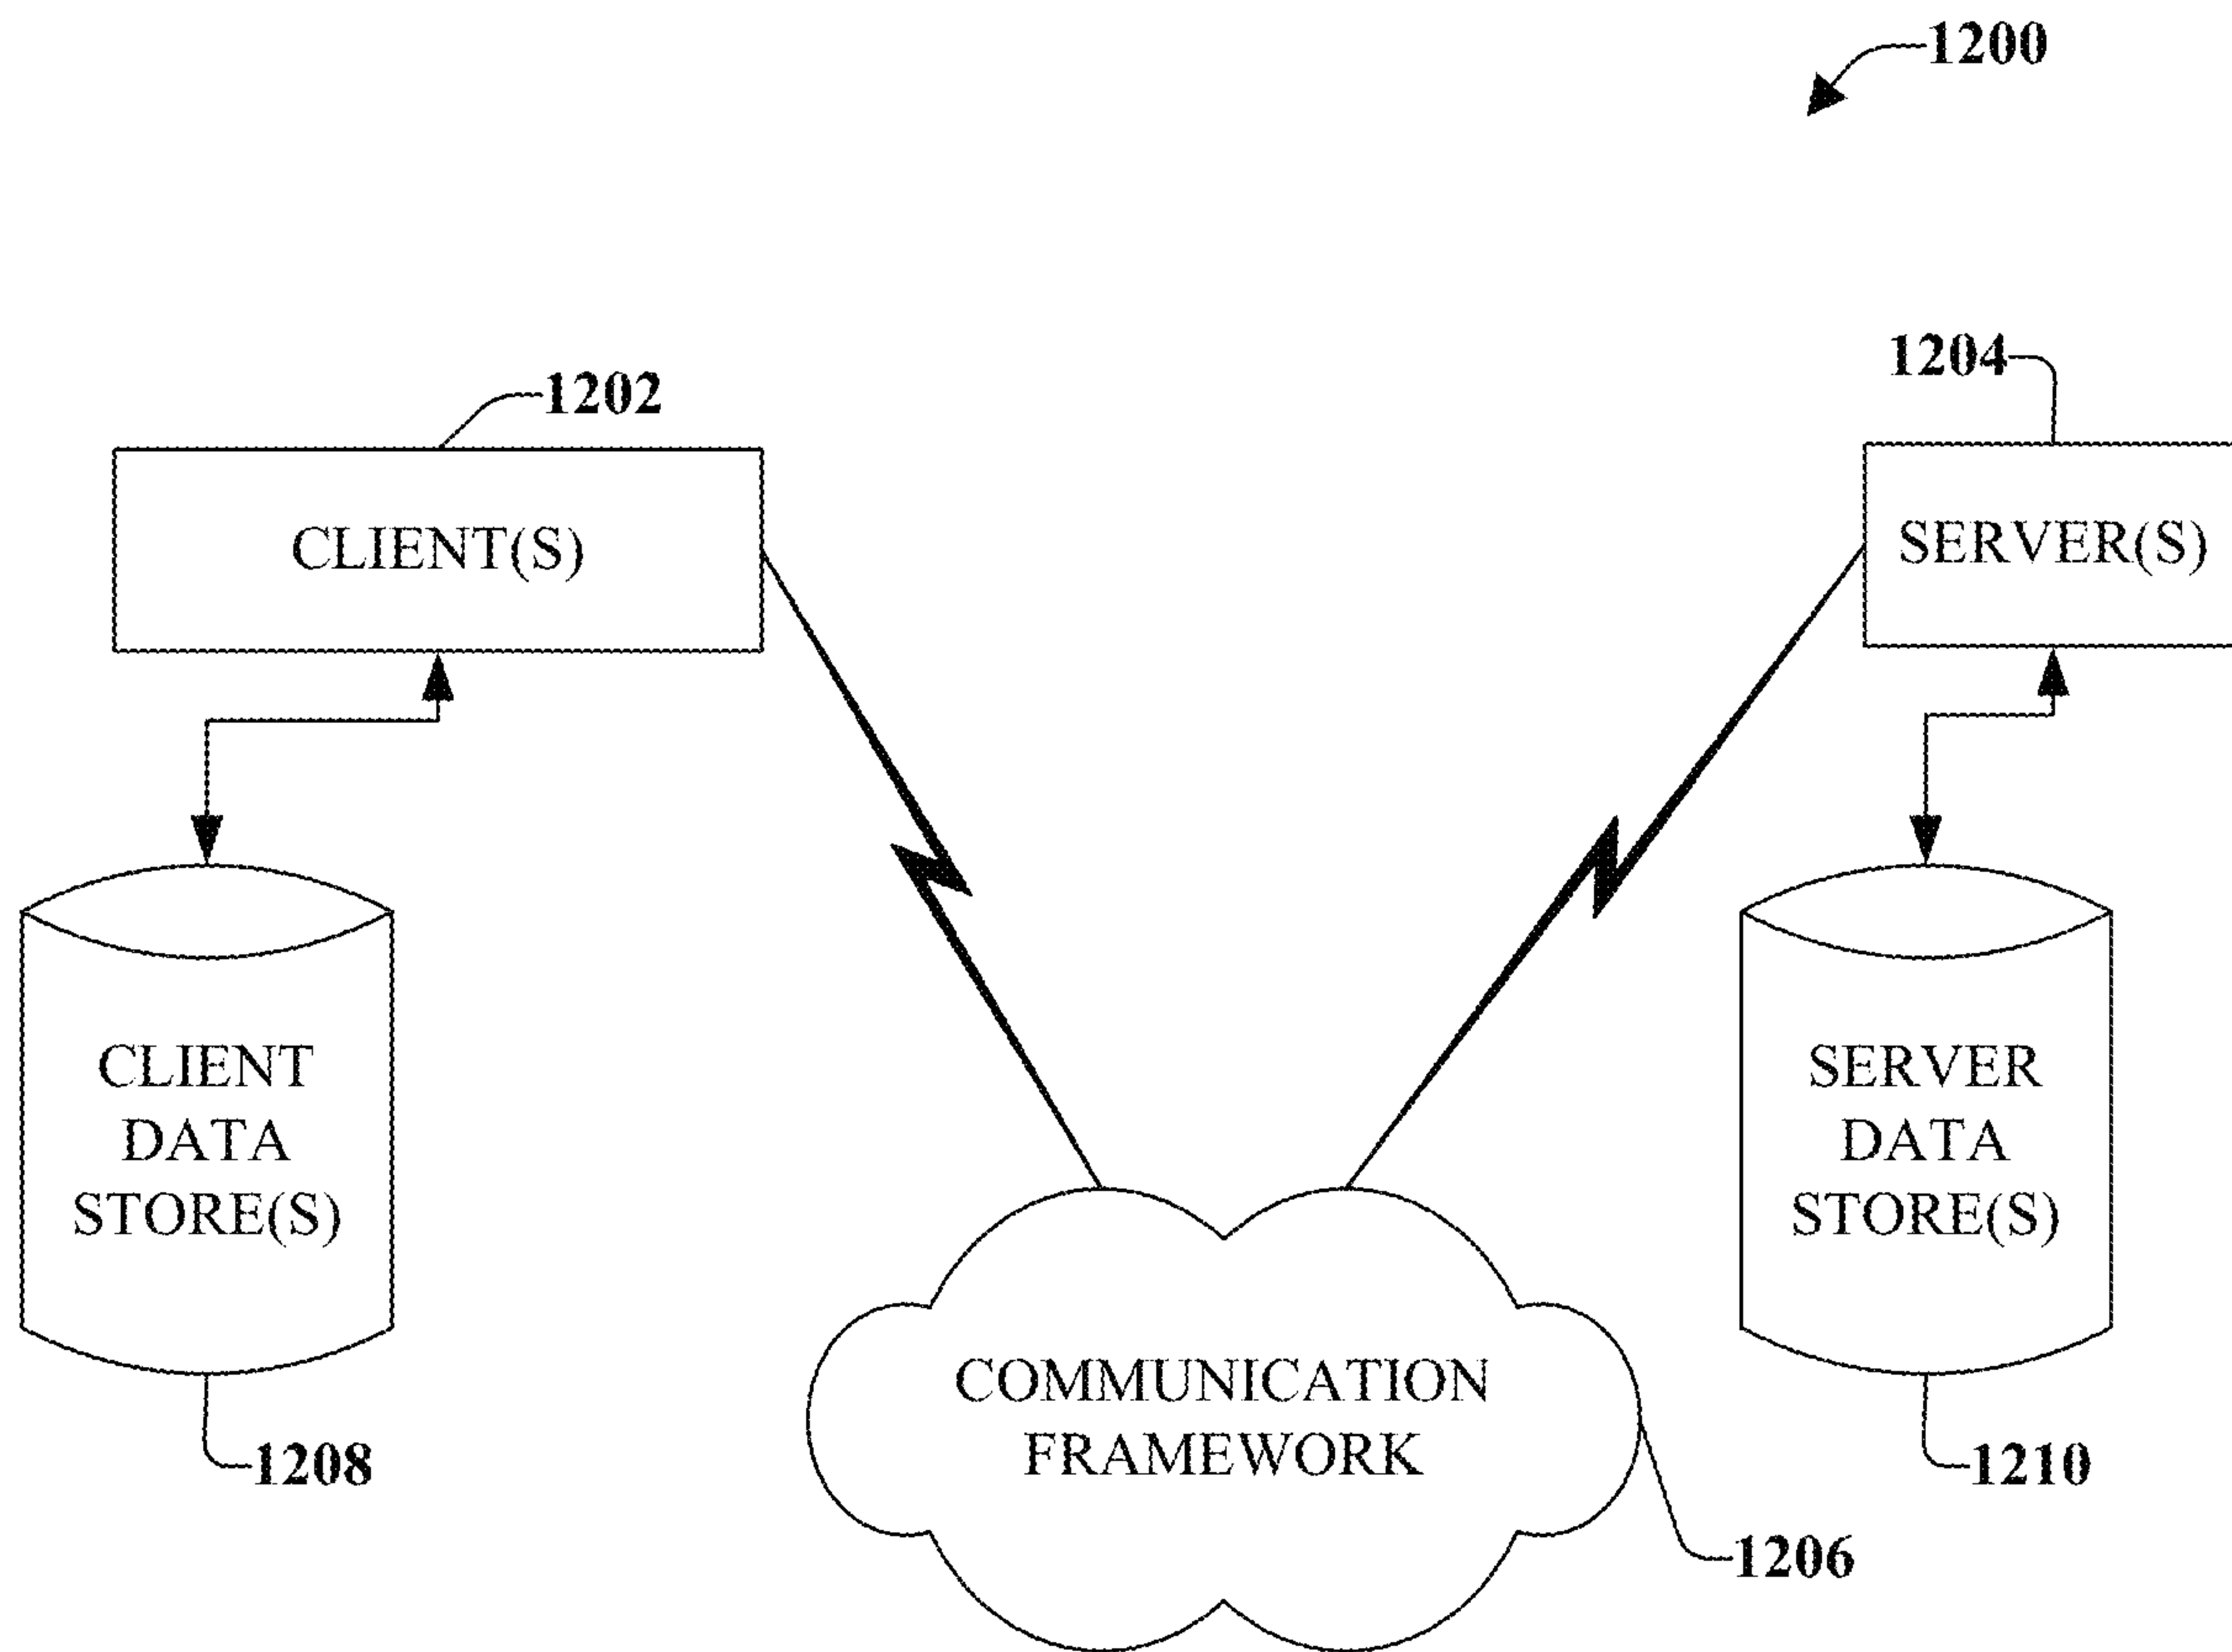 1200
1202
1204
CLIENT(S)
SERVER(S)
CLIENT
DATA
STORE(S)
SERVER
DATA
STORE(S)
COMMUNICATION
FRAMEWORK
1208
1210
1206